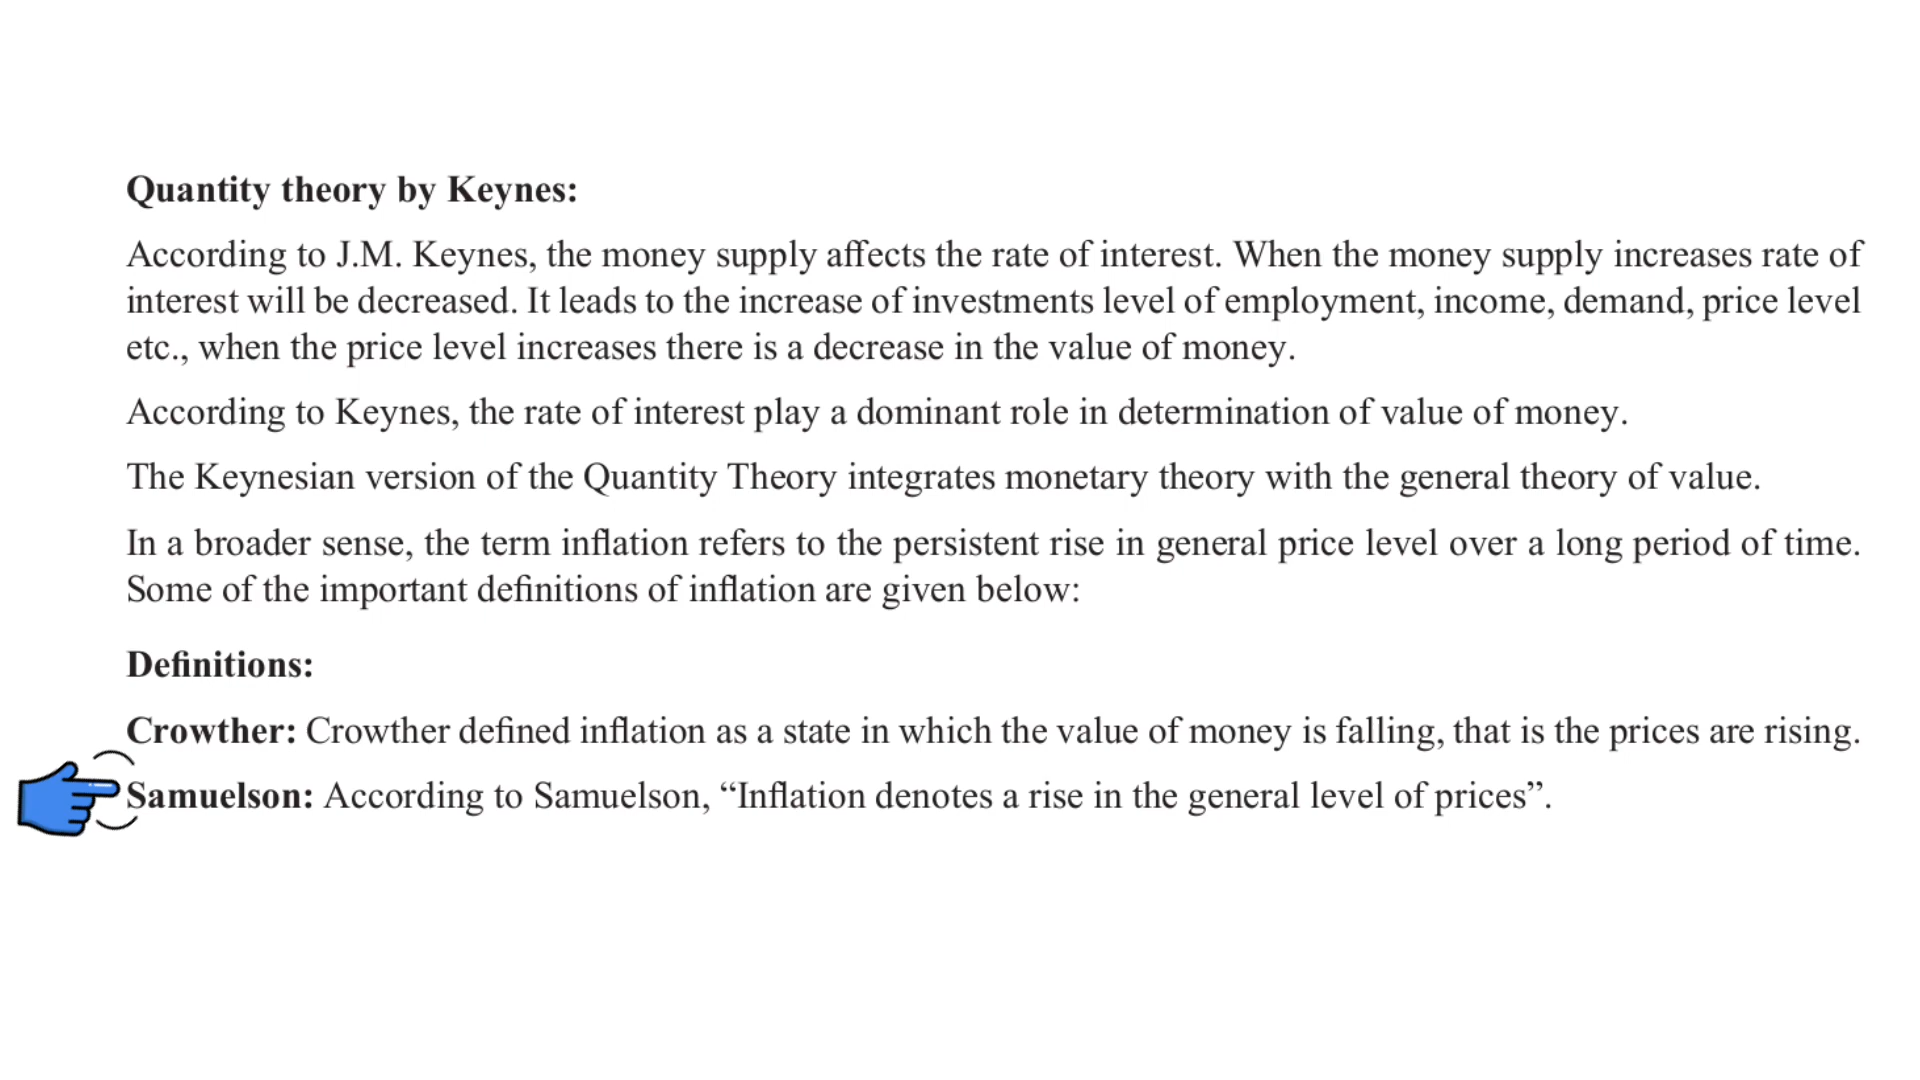 Quantity theory by Keynes:
According to J.M. Keynes, the money supply affects the rate of interest. When the money supply increases rate of
interest will be decreased. It leads to the increase of investments level of employment, income, demand, price level
etc., when the price level increases there is a decrease in the value of money.
According to Keynes, the rate of interest play a dominant role in determination of value of money.
The Keynesian version of the Quantity Theory integrates monetary theory with the general theory of value.
In a broader sense, the term inflation refers to the persistent rise in general price level over a long period of time.
Some of the important definitions of inflation are given below:
Definitions:
Crowther: Crowther defined inflation as a state in which the value of money is falling, that is the prices are rising.
Samuelson: According to Samuelson, “Inflation denotes a rise in the general level of prices”.